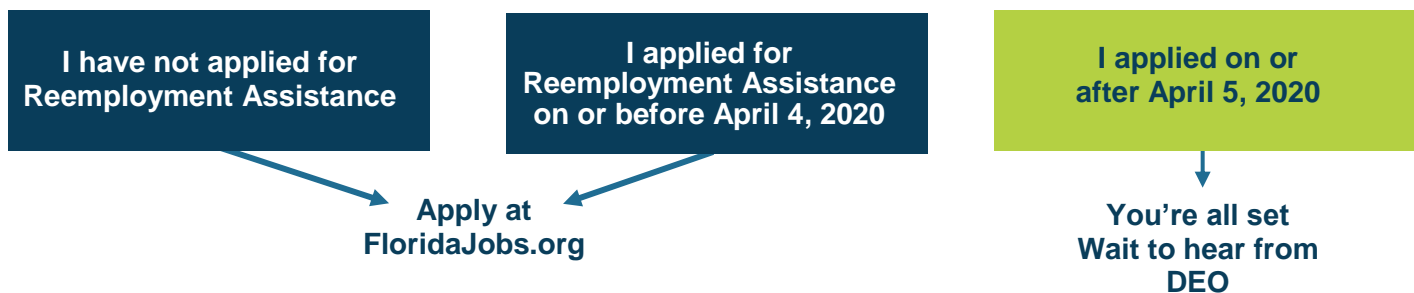 I have not applied for
Reemployment Assistance
I applied for
Reemployment Assistance
on or before April 4, 2020
I applied on or
after April 5, 2020
Apply at
FloridaJobs.org
You’re all set
Wait to hear from
DEO